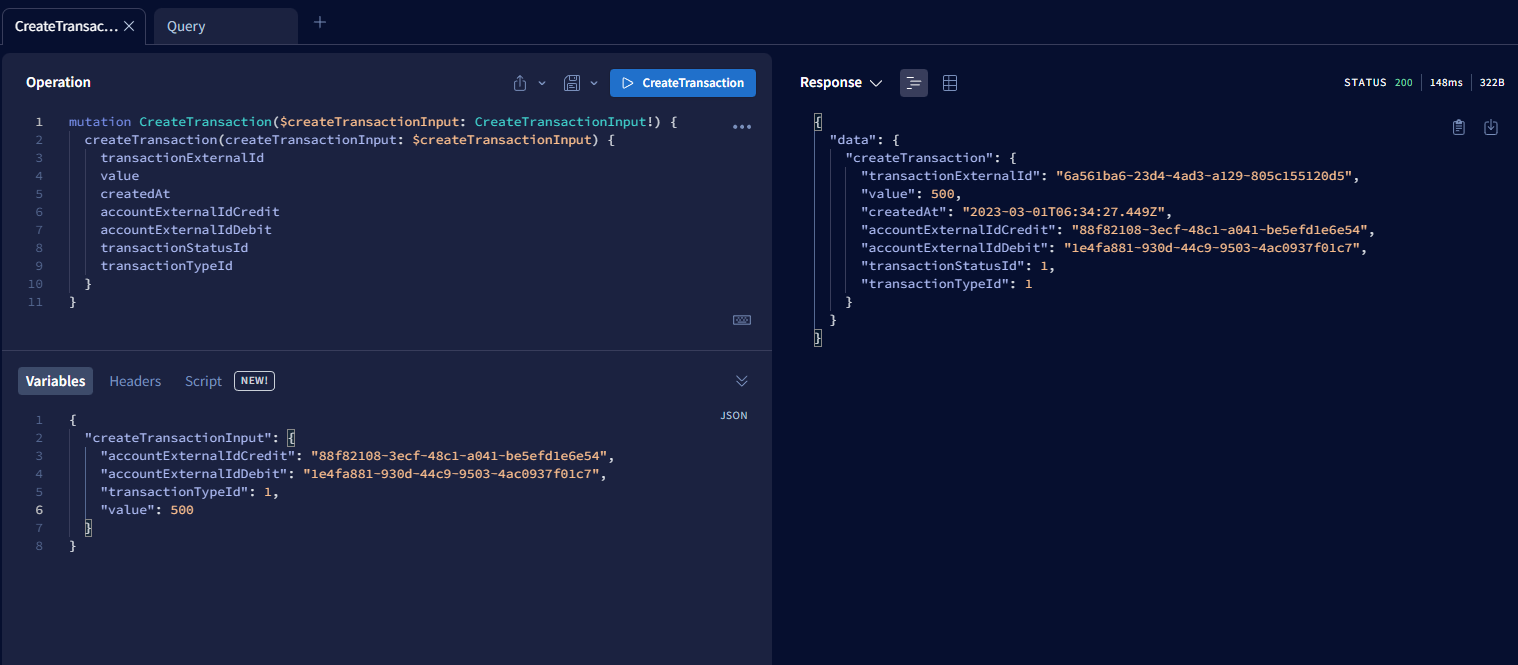 CreateTransac...
Query
Operation
CreateTransaction
1 mutation CreateTransaction($createTransactionInput: CreateTransactionInput!) {
2 createTransaction(createTransactionInput: $createTransactionInput) {
3 transactionExternalId
4 value
5 createdAt
6 accountExternalIdCredit
7 accountExternalIdDebit
8 transactionStatusId
9 transactionTypeId
10 }
11 }
Variables Headers Script NEW!
JSON
1 {
2 "createTransactionInput": {
3 "accountExternalIdCredit": "88f82108-3ecf-48c1-a041-be5efd1e6e54",
4 "accountExternalIdDebit": "1e4fa881-930d-44c9-9503-4ac0937f01c7",
5 "transactionTypeId": 1,
6 "value": 500
7 }
8 }
Response
STATUS 200 148ms 322B
{
"data": {
"createTransaction": {
"transactionExternalId": "6a561ba6-23d4-4ad3-a129-805c155120d5",
"value": 500,
"createdAt": "2023-03-01T06:34:27.449Z",
"accountExternalIdCredit": "88f82108-3ecf-48c1-a041-be5efd1e6e54",
"accountExternalIdDebit": "1e4fa881-930d-44c9-9503-4ac0937f01c7",
"transactionStatusId": 1,
"transactionTypeId": 1
}
}
}